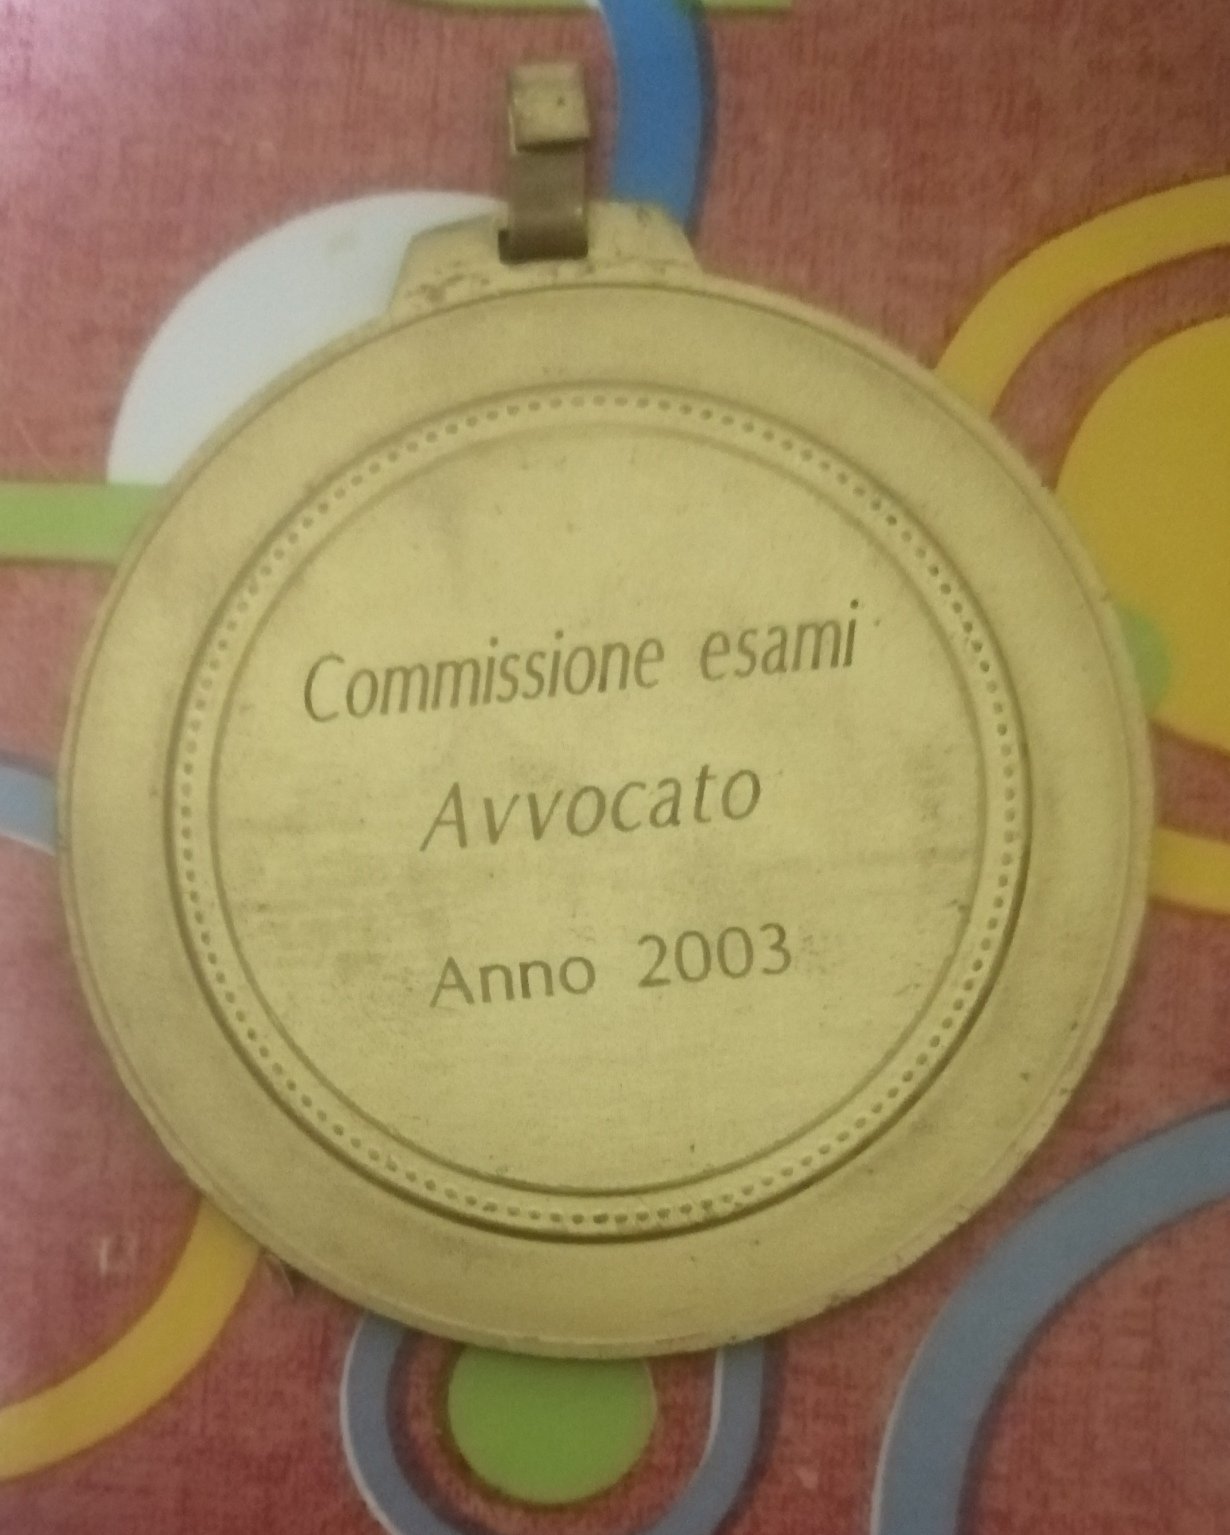 Commissione esami
Avvocato
Anno 2003